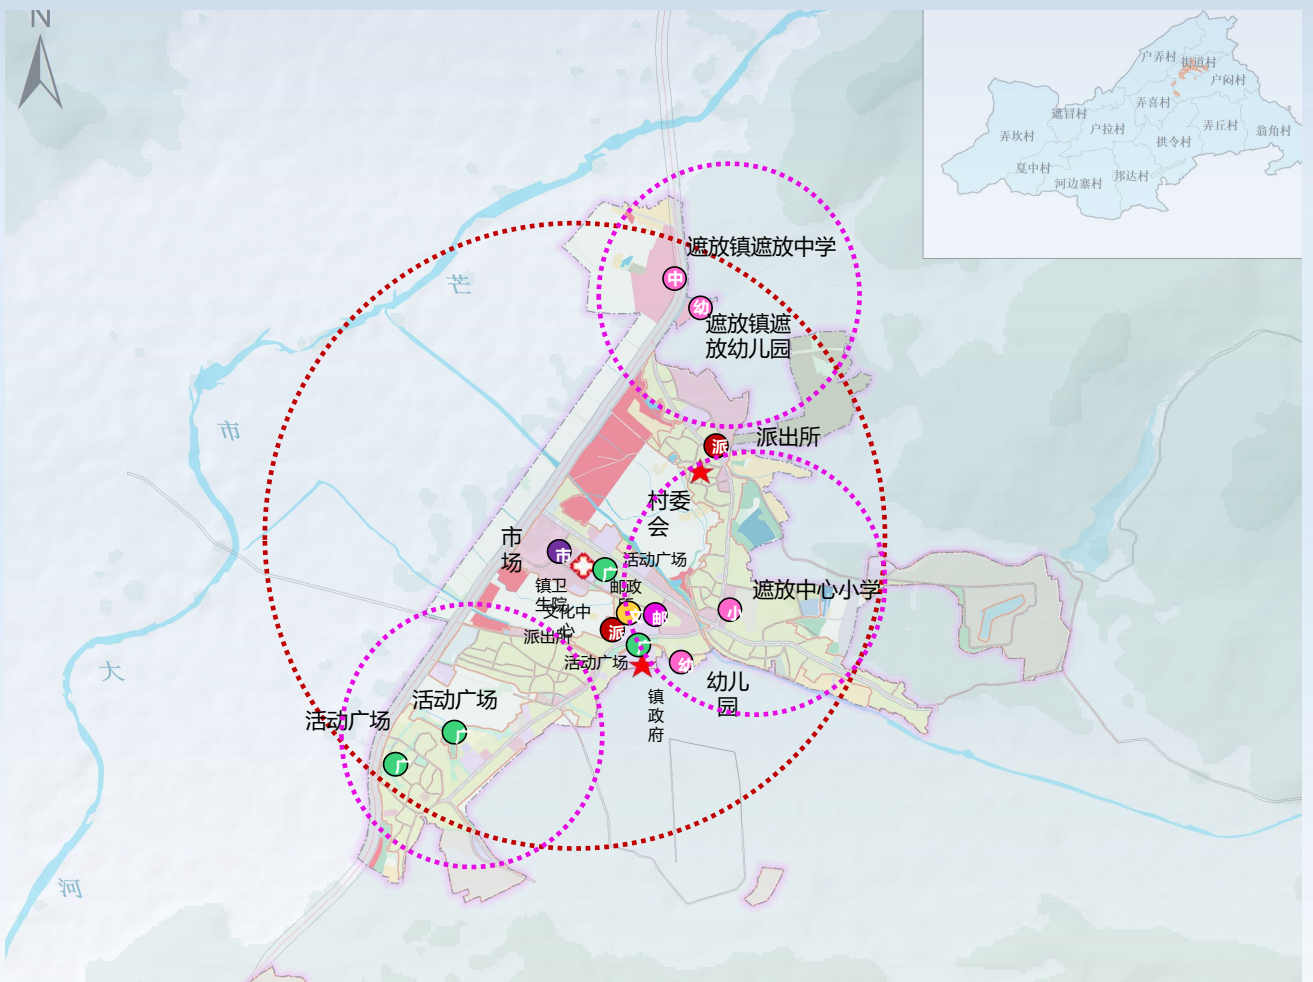 N
户弄村
街道村
户闷村
弄喜村
遮冒村
弄坎村
户拉村
弄丘村
翁角村
拱令村
戛中村
河边寨村
邦达村
遮放镇遮放中学
中
幼
遮放镇遮
放幼儿园
芒
市
大
河
派
派出所
村委
会
市
场
市
广
活动广场
镇卫
生院
邮政
所
文化中
心
文
邮
派
派出所
小
遮放中心小学
广
活动广场
幼
幼儿
园
镇
政
府
活动广场
广
活动广场
广